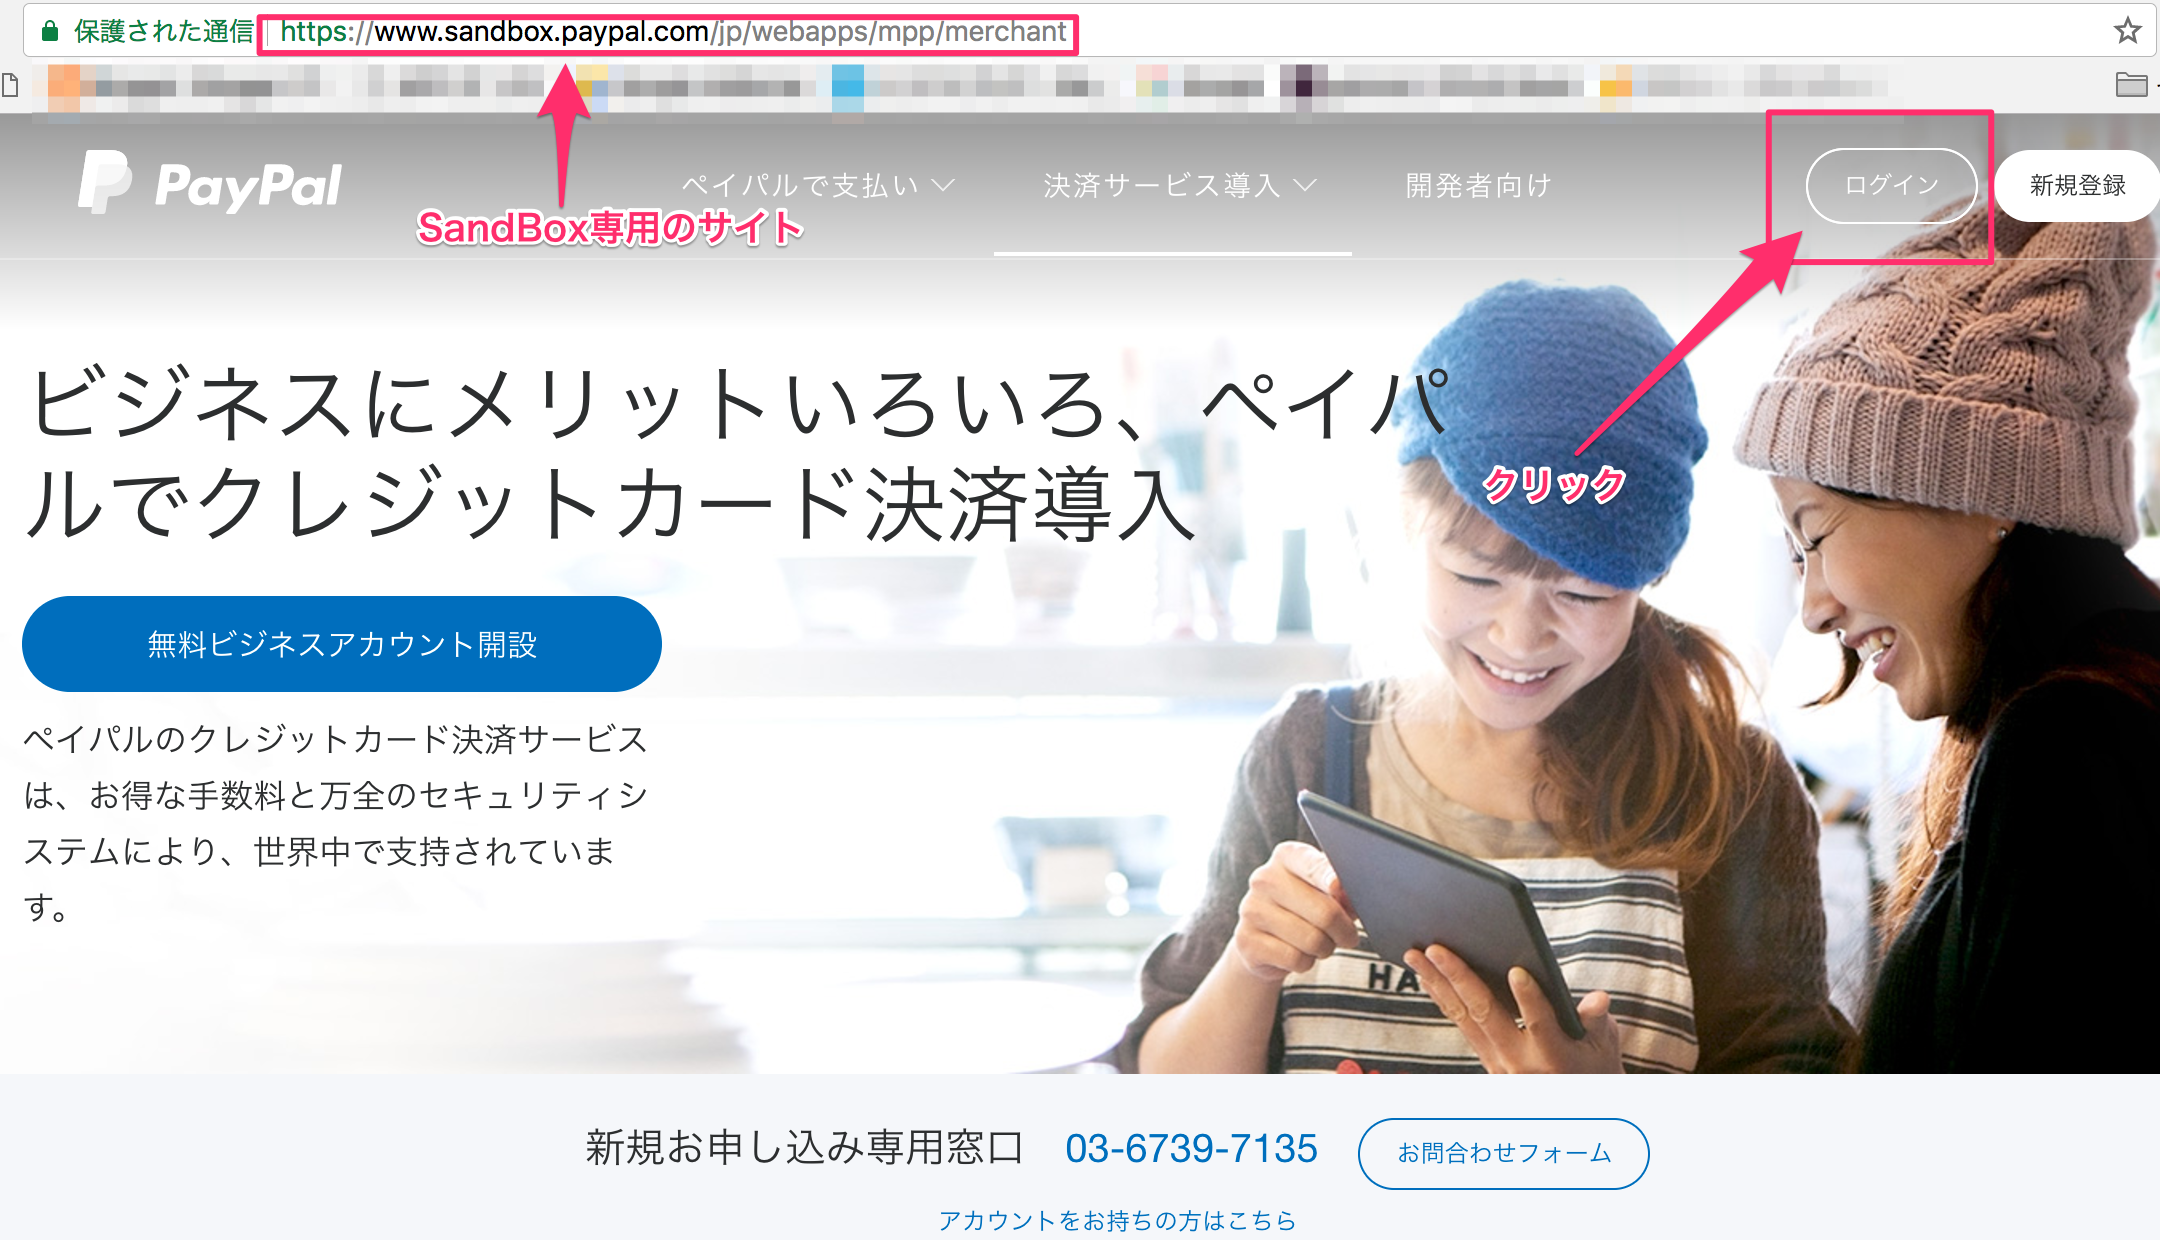 保護された通信 https://www.sandbox.paypal.com/jp/webapps/mpp/merchant
PayPal
ペイパルで支払い
決済サービス導入
開発者向け
ログイン
新規登録
SandBox専用のサイト
クリック
ビジネスにメリットいろいろ、ペイパ
ルでクレジットカード決済導入
無料ビジネスアカウント開設
ペイパルのクレジットカード決済サービス
は、お得な手数料と万全のセキュリティシ
ステムにより、世界中で支持されていま
す。
HA
新規お申し込み専用窓口 03-6739-7135 お問合わせフォーム
アカウントをお持ちの方はこちら